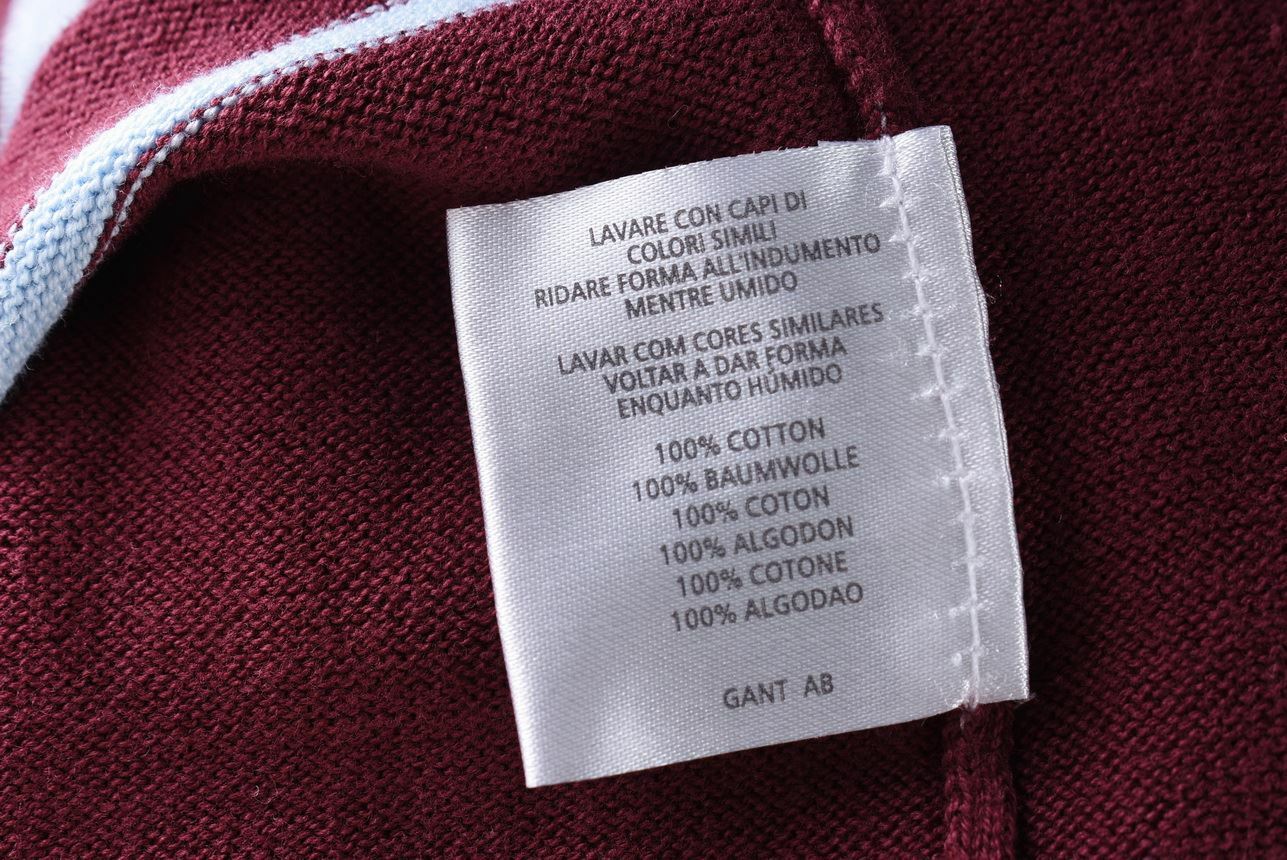 LAVARE CON CAPI DI
COLORI SIMILI
RIDARE FORMA ALL'INDUMENTO
MENTRE UMIDO
LAVAR COM CORES SIMILARES
VOLTAR A DAR FORMA
ENQUANTO HÚMIDO
100% COTTON
100% BAUMWOLLE
100% COTON
100% ALGODON
100% COTONE
100% ALGODAO
GANT AB